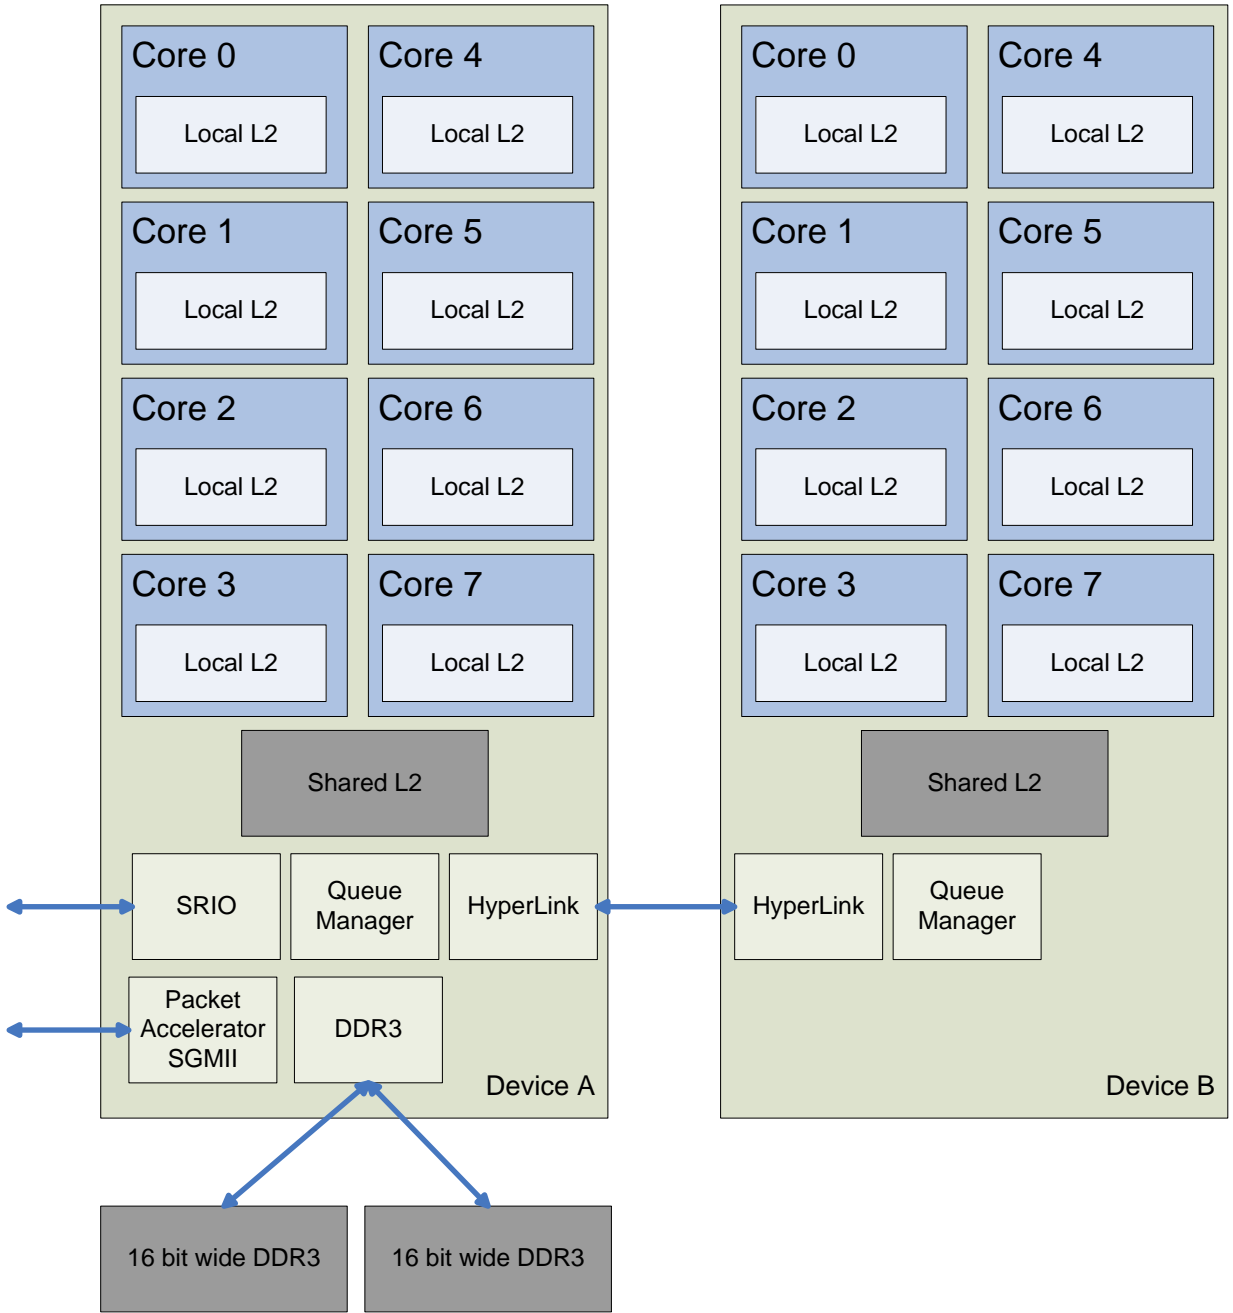 Core 0
Local L2
Core 4
Local L2
Core 1
Local L2
Core 5
Local L2
Core 2
Local L2
Core 6
Local L2
Core 3
Local L2
Core 7
Local L2
Shared L2
SRIO
Queue
Manager
HyperLink
Packet
Accelerator
SGMII
DDR3
Device A
16 bit wide DDR3
16 bit wide DDR3
Core 0
Local L2
Core 4
Local L2
Core 1
Local L2
Core 5
Local L2
Core 2
Local L2
Core 6
Local L2
Core 3
Local L2
Core 7
Local L2
Shared L2
HyperLink
Queue
Manager
Device B